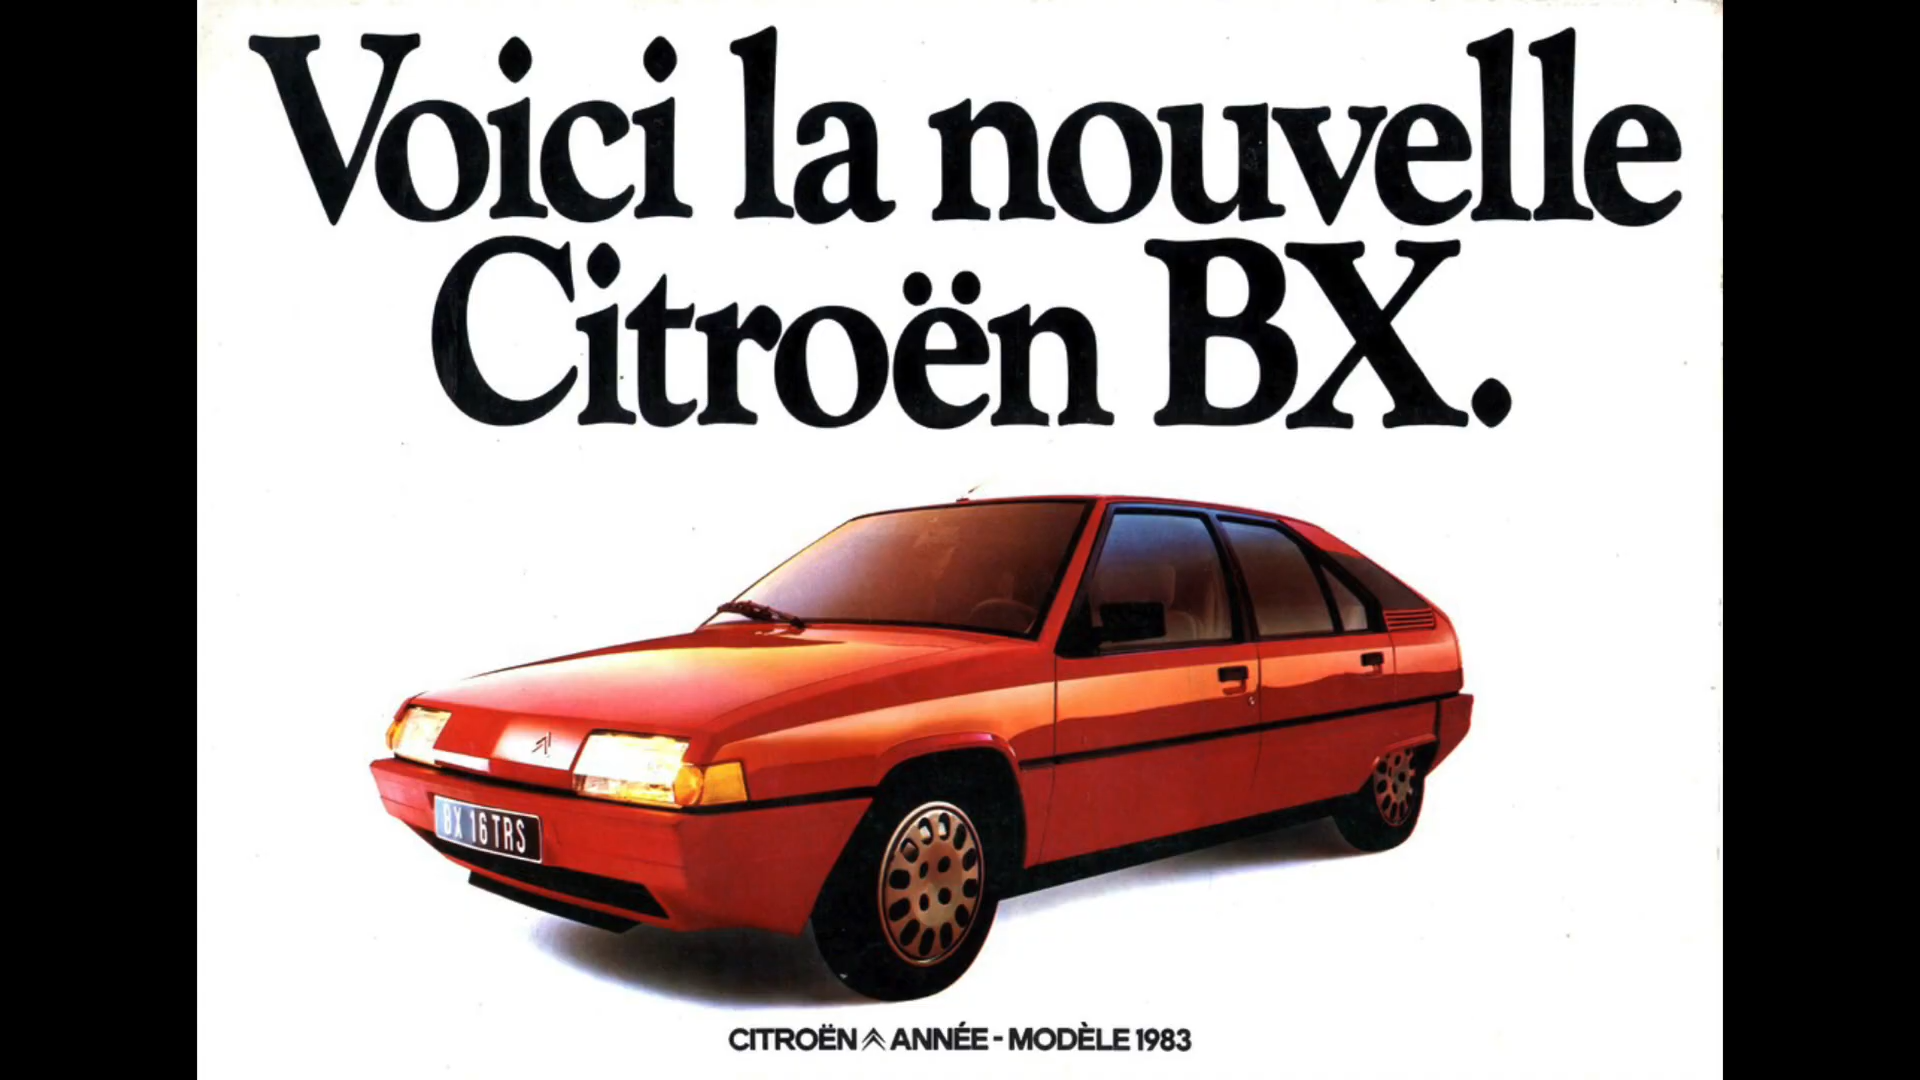 Voici la nouvelle
Citroën BX.
BX 16 TRS
CITROËN ANNÉE - MODÈLE 1983